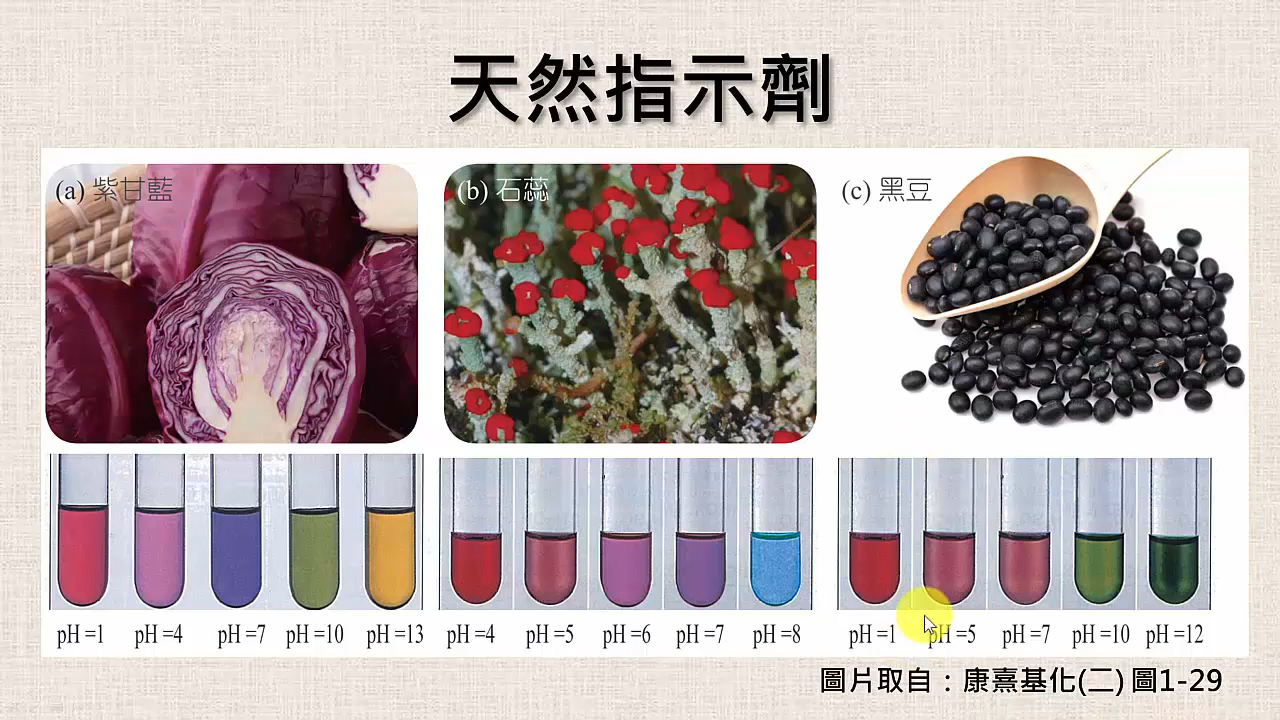 天然指示劑
(a) 紫甘藍
(b) 石蕊
(c) 黑豆
pH =1 pH =4 pH =7 pH =10 pH =13
pH =4 pH =5 pH =6 pH =7 pH =8
pH =1 pH =5 pH =7 pH =10 pH =12
圖片取自：康熹基化(二) 圖1-29